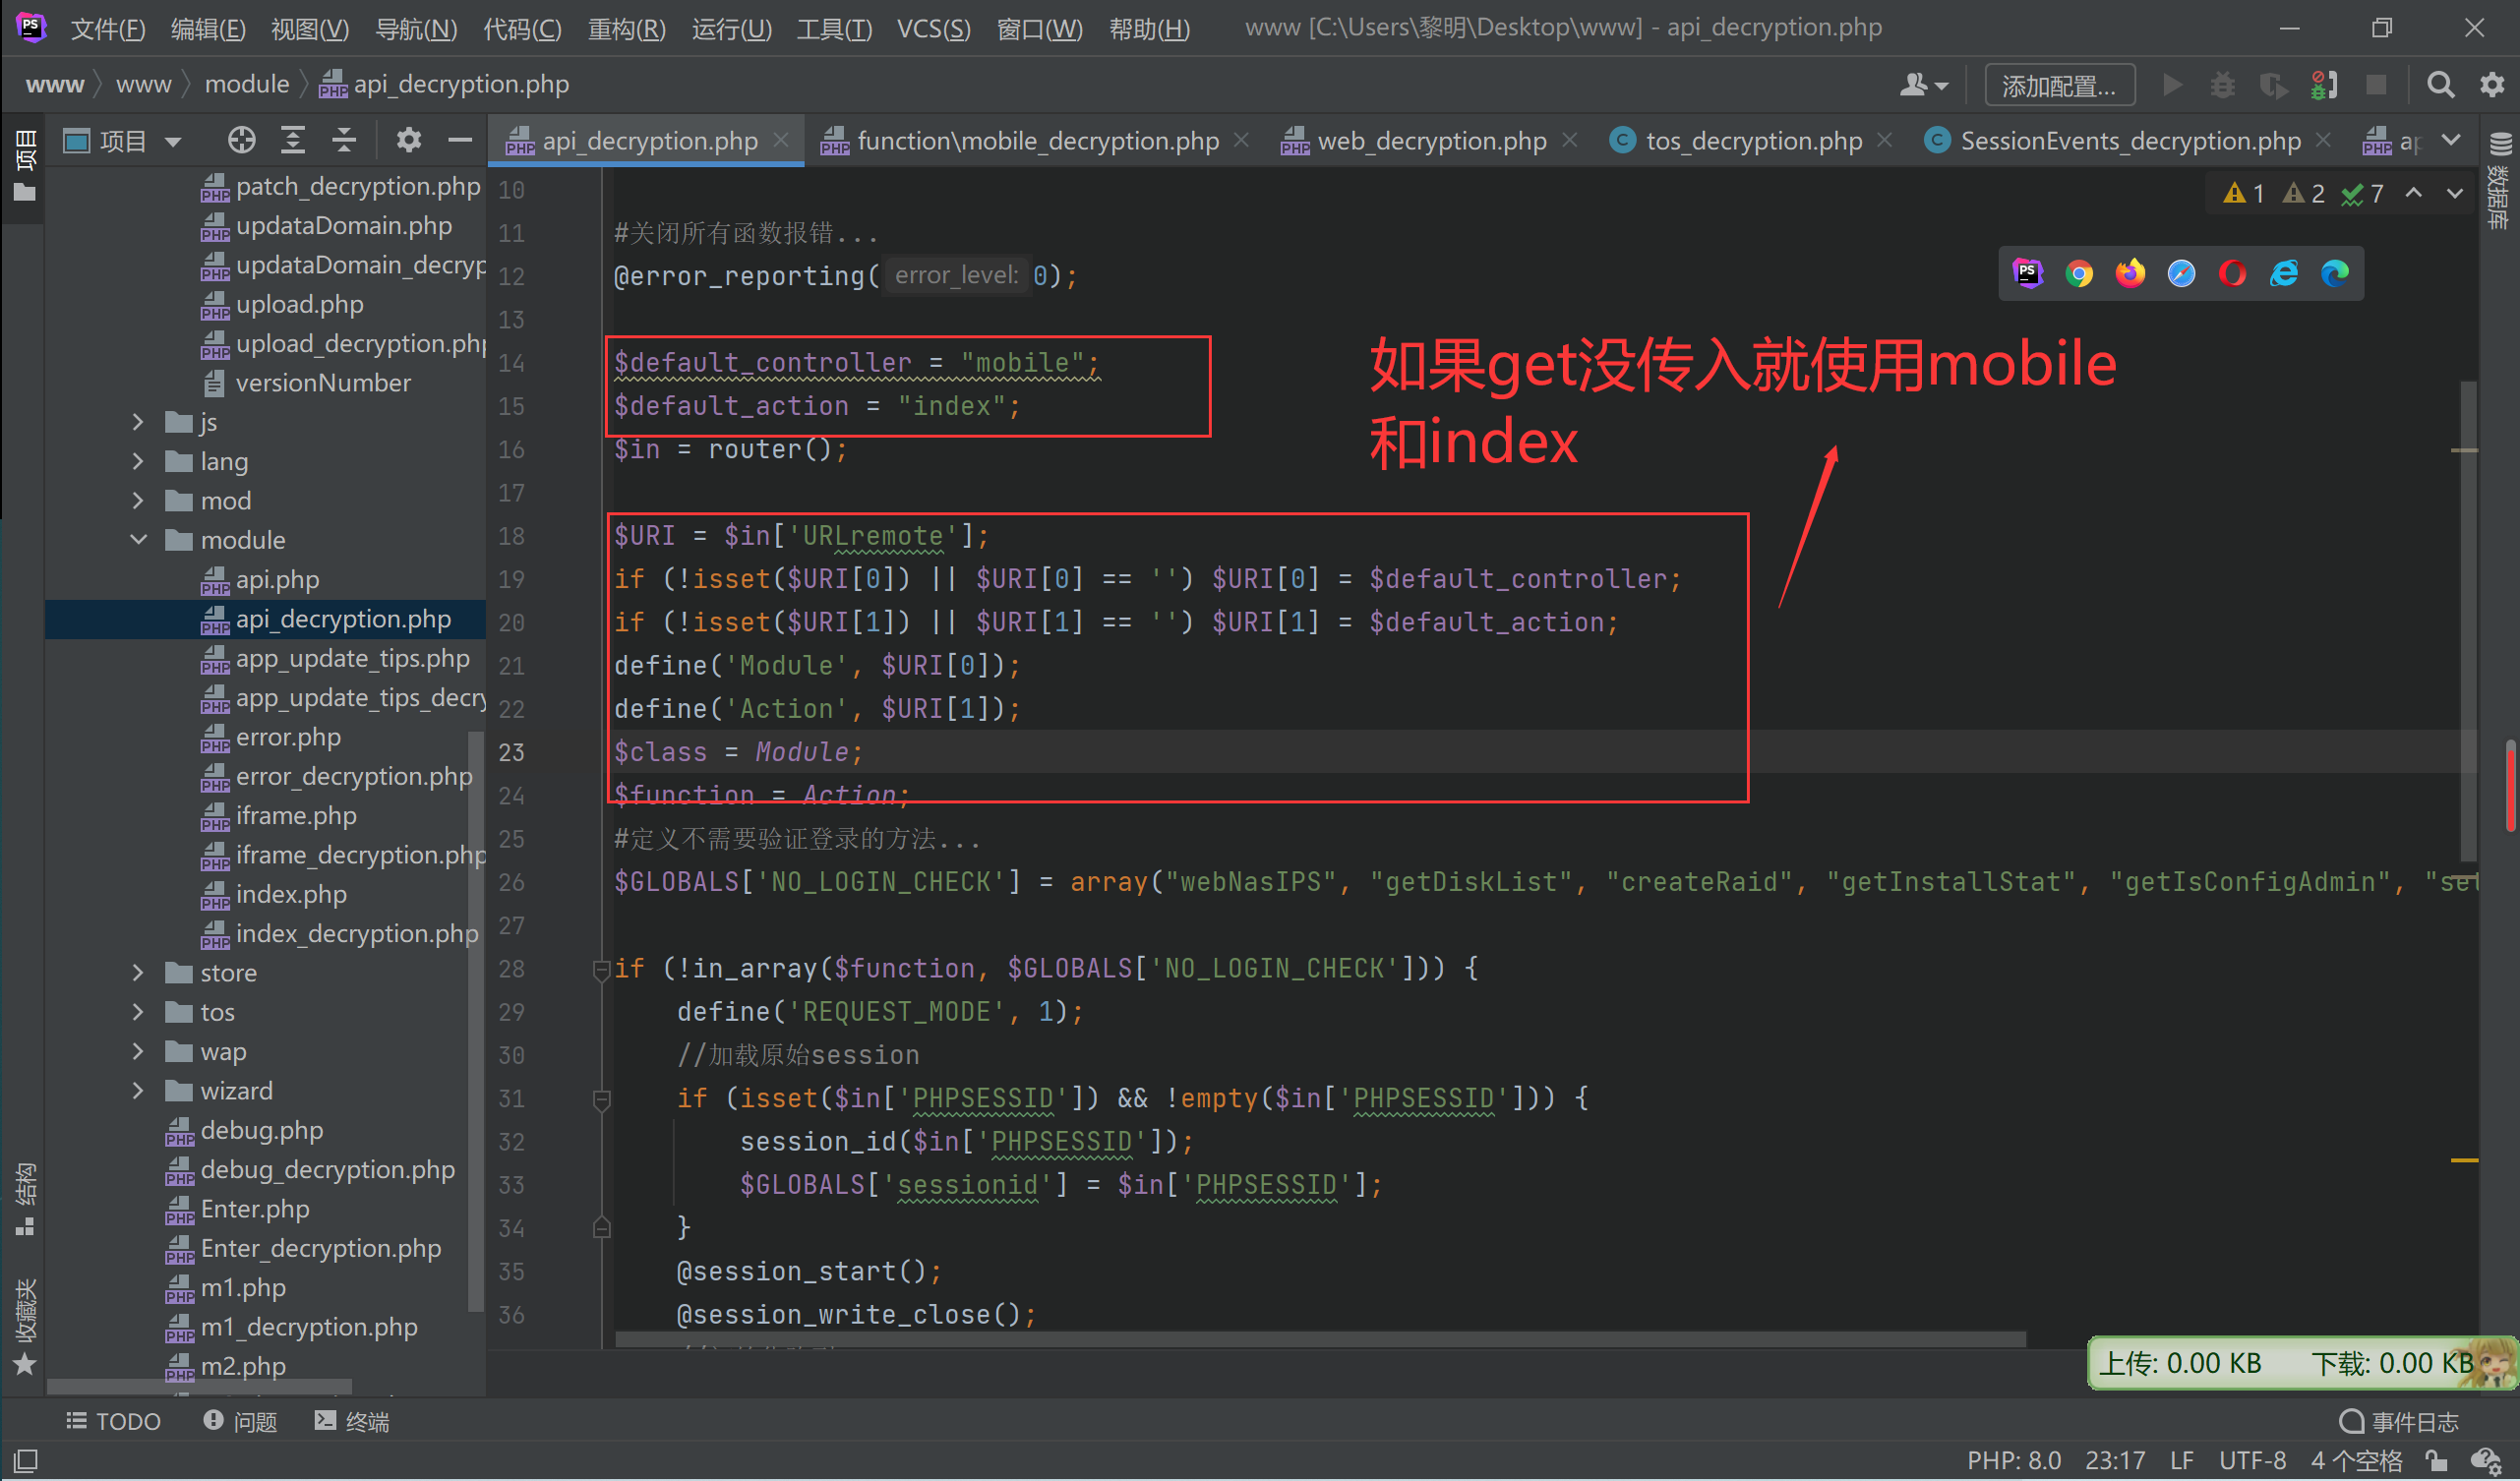 文件(F) 编辑(E) 视图(V) 导航(N) 代码(C) 重构(R) 运行(U) 工具(T) VCS(S) 窗口(W) 帮助(H) www [C:\Users\黎明\Desktop\www] - api_decryption.php
www www module api_decryption.php 添加配置...
项目 api_decryption.php function\mobile_decryption.php web_decryption.php tos_decryption.php SessionEvents_decryption.php ap
项目
数据库
结构
收藏夹
patch_decryption.php
updataDomain.php
updataDomain_decryp
upload.php
upload_decryption.php
versionNumber
js
lang
mod
module
api.php
api_decryption.php
app_update_tips.php
app_update_tips_decry
error.php
error_decryption.php
iframe.php
iframe_decryption.php
index.php
index_decryption.php
store
tos
wap
wizard
debug.php
debug_decryption.php
Enter.php
Enter_decryption.php
m1.php
m1_decryption.php
m2.php
1 2 7
10
11 #关闭所有函数报错...
12 @error_reporting( error_level: 0);
13
14 $default_controller = "mobile";
15 $default_action = "index";
16 $in = router();
17
18 $URI = $in['URLremote'];
19 if (!isset($URI[0]) || $URI[0] == '') $URI[0] = $default_controller;
20 if (!isset($URI[1]) || $URI[1] == '') $URI[1] = $default_action;
21 define('Module', $URI[0]);
22 define('Action', $URI[1]);
23 $class = Module;
24 $function = Action;
25 #定义不需要验证登录的方法...
26 $GLOBALS['NO_LOGIN_CHECK'] = array("webNasIPS", "getDiskList", "createRaid", "getInstallStat", "getIsConfigAdmin", "set
27
28 if (!in_array($function, $GLOBALS['NO_LOGIN_CHECK'])) {
29 define('REQUEST_MODE', 1);
30 //加载原始session
31 if (isset($in['PHPSESSID']) && !empty($in['PHPSESSID'])) {
32 session_id($in['PHPSESSID']);
33 $GLOBALS['sessionid'] = $in['PHPSESSID'];
34 }
35 @session_start();
36 @session_write_close();
如果get没传入就使用mobile
和index
上传: 0.00 KB 下载: 0.00 KB
TODO 问题 终端 事件日志
PHP: 8.0 23:17 LF UTF-8 4 个空格